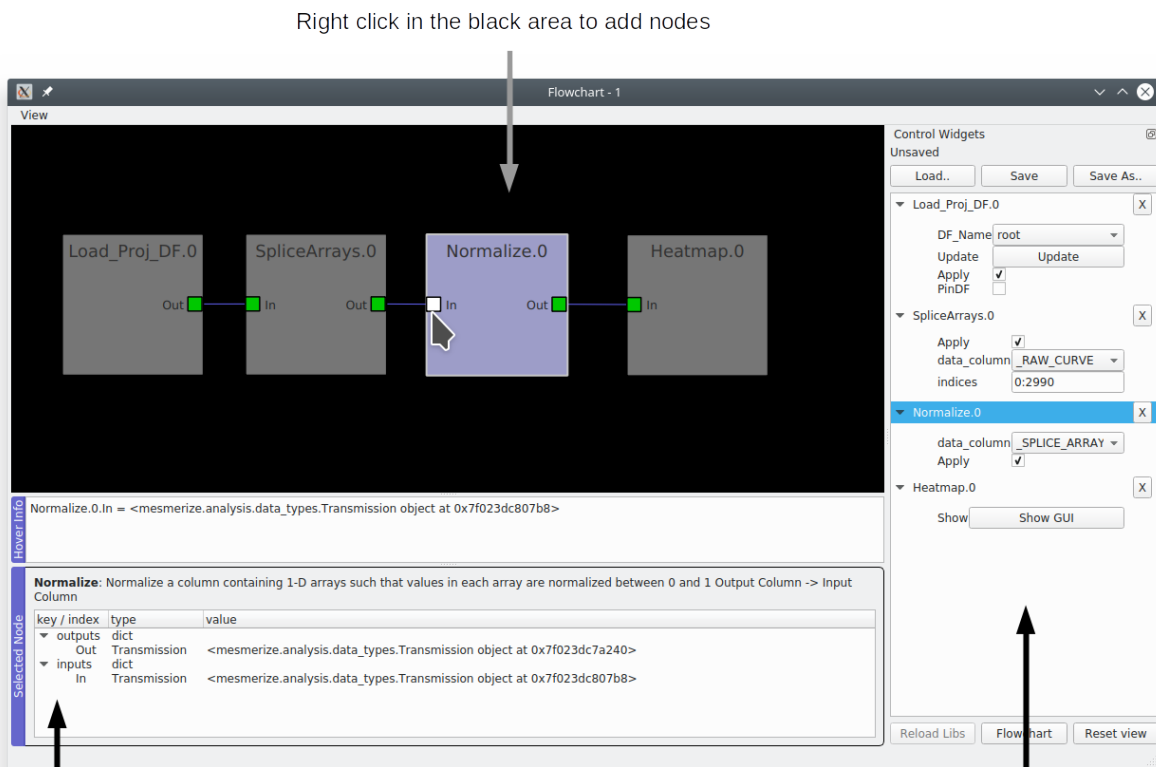 Right click in the black area to add nodes
Flowchart - 1
View
Load_Proj_DF.0
Out
SpliceArrays.0
In
Out
Normalize.0
In
Out
Heatmap.0
In
Hover Info
Normalize.0.In = <mesmerize.analysis.data_types.Transmission object at 0x7f023dc807b8>
Selected Node
Normalize: Normalize a column containing 1-D arrays such that values in each array are normalized between 0 and 1 Output Column -> Input
Column
key / index type value
outputs dict
Out Transmission <mesmerize.analysis.data_types.Transmission object at 0x7f023dc7a240>
inputs dict
In Transmission <mesmerize.analysis.data_types.Transmission object at 0x7f023dc807b8>
Control Widgets
Unsaved
Load.. Save Save As..
Load_Proj_DF.0 X
DF_Name root
Update Update
Apply
PinDF
SpliceArrays.0 X
Apply
data_column _RAW_CURVE
indices 0:2990
Normalize.0 X
data_column _SPLICE_ARRAY
Apply
Heatmap.0 X
Show Show GUI
Reload Libs Flowchart Reset view